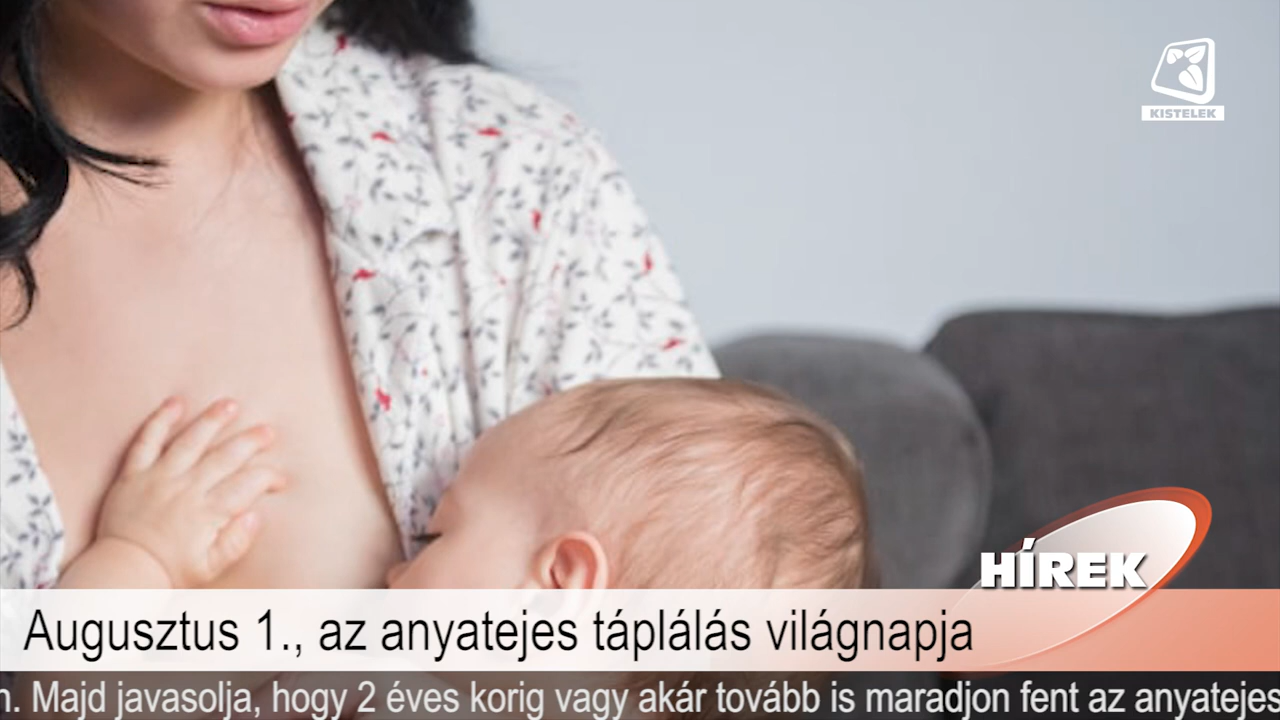 KISTELEK
HÍREK
Augusztus 1., az anyatejes táplálás világnapja
n. Majd javasolja, hogy 2 éves korig vagy akár tovább is maradjon fent az anyatejes